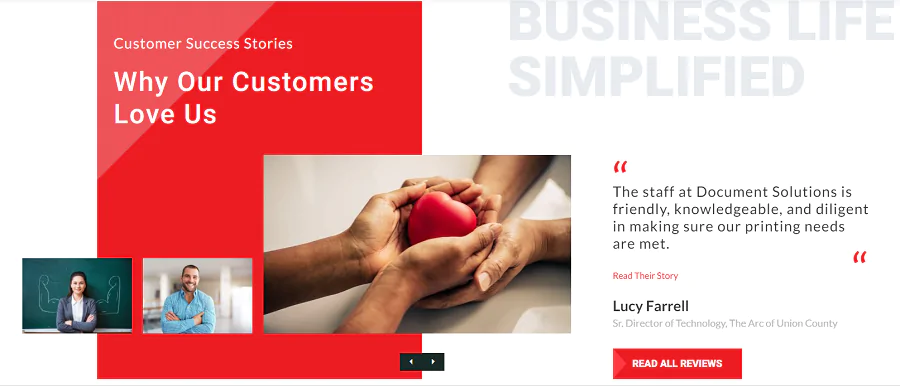 Customer Success Stories
Why Our Customers
Love Us
BUSINESS LIFE
SIMPLIFIED
“
The staff at Document Solutions is
friendly, knowledgeable, and diligent
in making sure our printing needs
are met.
“
Read Their Story
Lucy Farrell
Sr. Director of Technology, The Arc of Union County
READ ALL REVIEWS